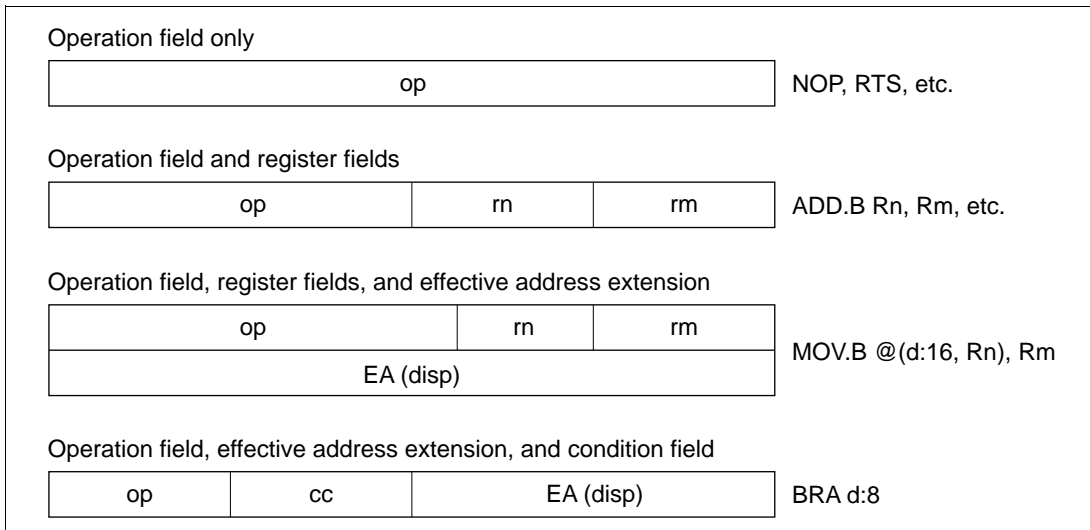 Operation field only
op
NOP, RTS, etc.
Operation field and register fields
op rn rm
ADD.B Rn, Rm, etc.
Operation field, register fields, and effective address extension
op rn rm
EA (disp)
MOV.B @(d:16, Rn), Rm
Operation field, effective address extension, and condition field
op cc EA (disp)
BRA d:8